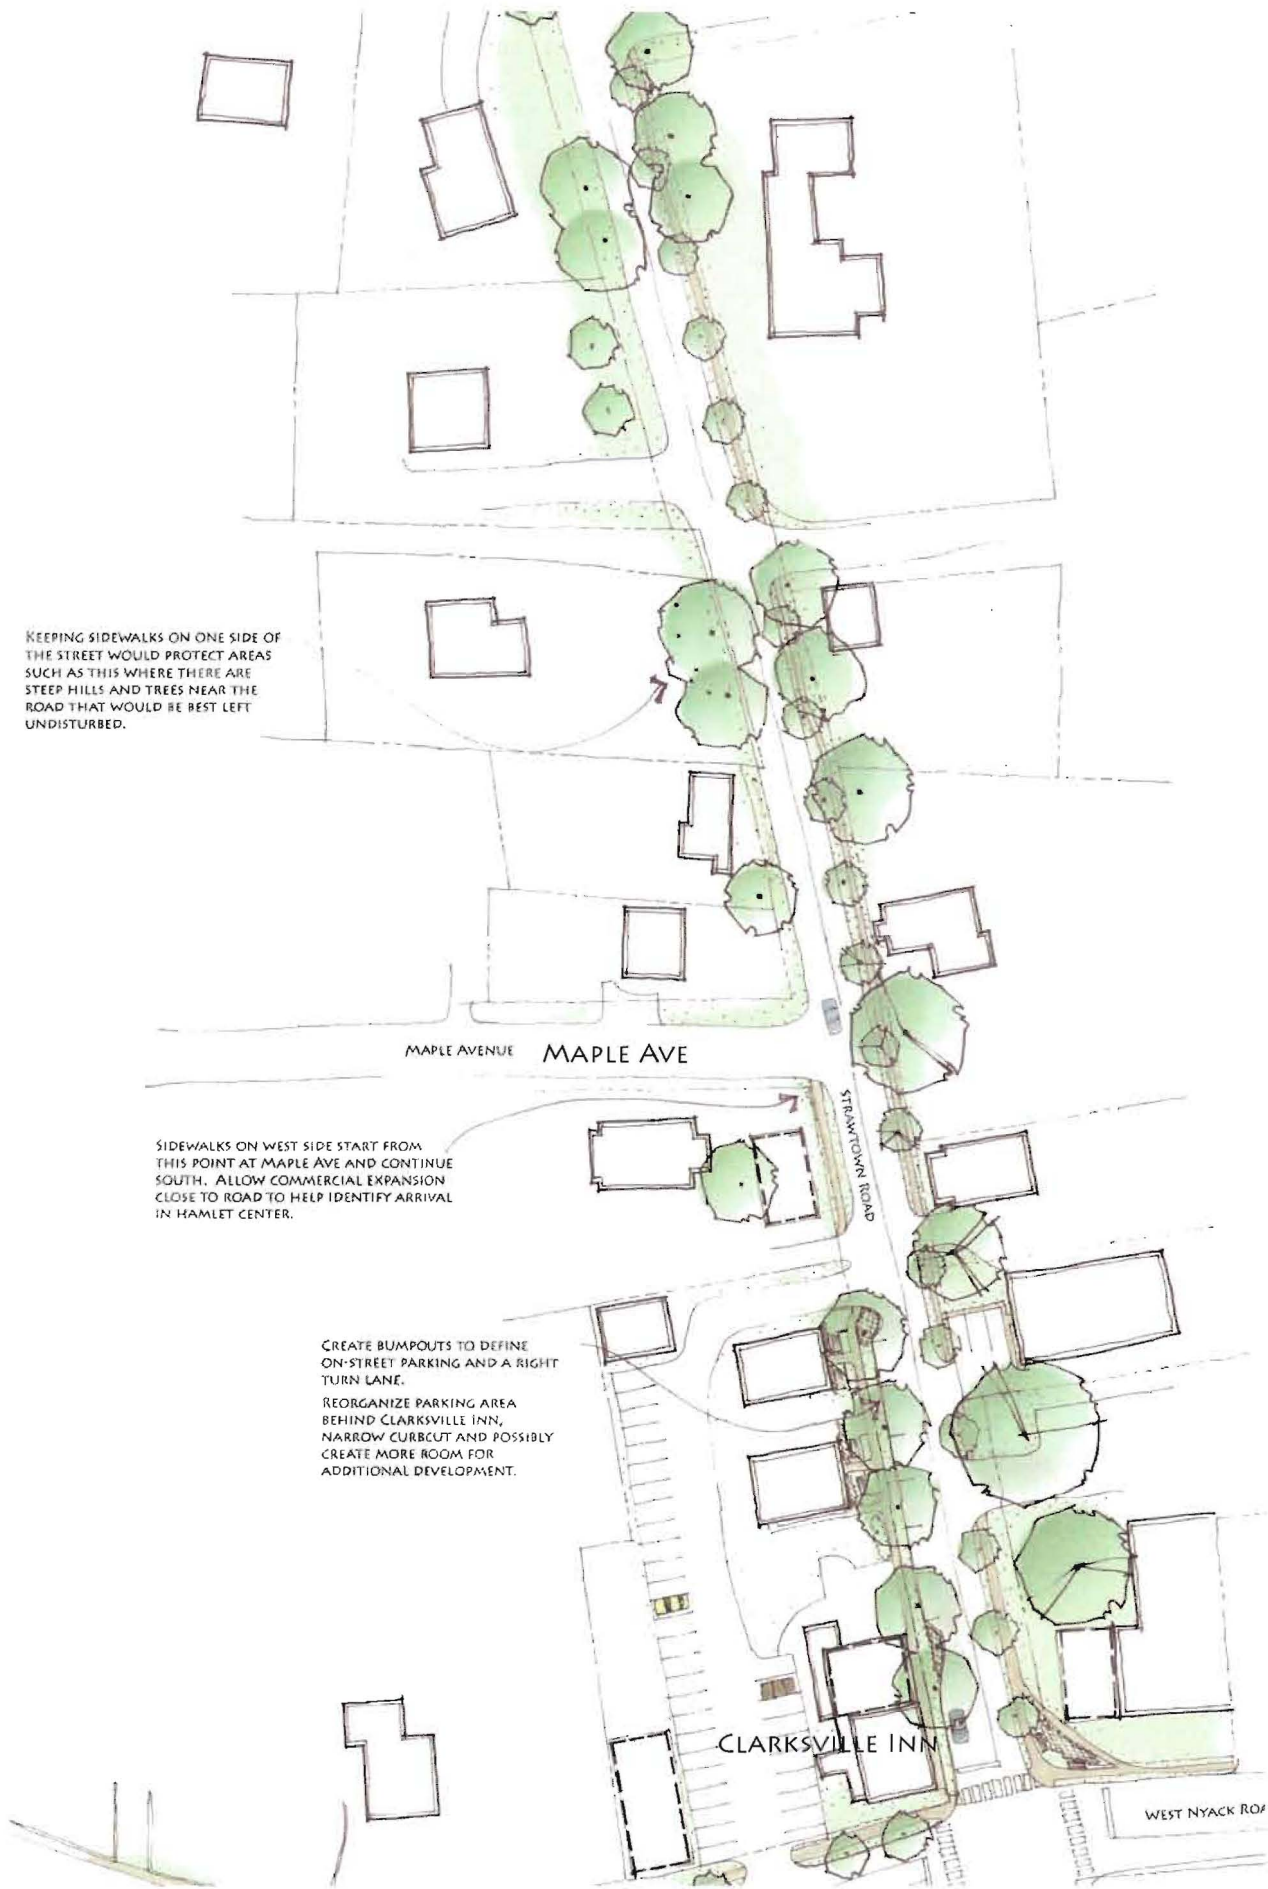 KEEPING SIDEWALKS ON ONE SIDE OF
THE STREET WOULD PROTECT AREAS
SUCH AS THIS WHERE THERE ARE
STEEP HILLS AND TREES NEAR THE
ROAD THAT WOULD BE BEST LEFT
UNDISTURBED.
MAPLE AVENUE
MAPLE AVE
STRAWTOWN ROAD
SIDEWALKS ON WEST SIDE START FROM
THIS POINT AT MAPLE AVE AND CONTINUE
SOUTH. ALLOW COMMERCIAL EXPANSION
CLOSE TO ROAD TO HELP IDENTIFY ARRIVAL
IN HAMLET CENTER.
CREATE BUMPOUTS TO DEFINE
ON-STREET PARKING AND A RIGHT
TURN LANE.
REORGANIZE PARKING AREA
BEHIND CLARKSVILLE INN,
NARROW CURBCUT AND POSSIBLY
CREATE MORE ROOM FOR
ADDITIONAL DEVELOPMENT.
CLARKSVILLE INN
WEST NYACK ROA